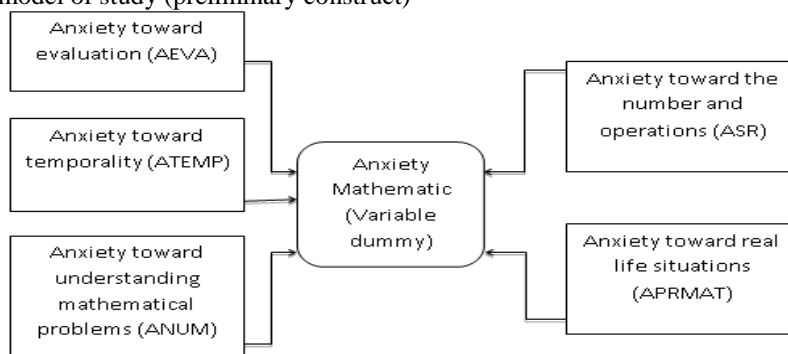 model of study (preliminary construct)
Anxiety toward
evaluation (AEVA)
Anxiety toward
temporality (ATEMP)
Anxiety toward
understanding
mathematical
problems (ANUM)
Anxiety
Mathematic
(Variable
dummy)
Anxiety toward the
number and
operations (ASR)
Anxiety toward real
life situations
(APRMAT)